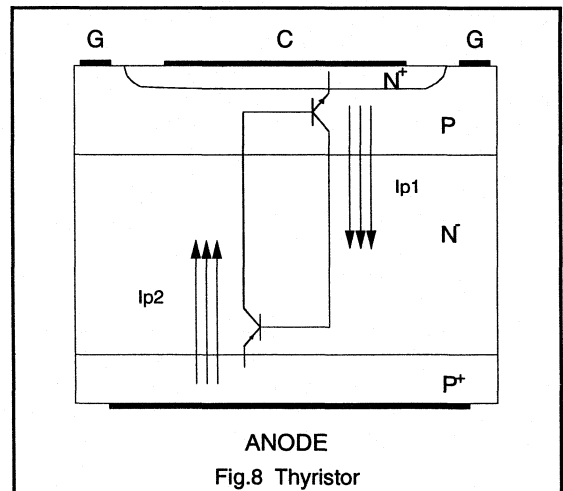 G C G
N+
P
Ip1
N-
Ip2
P+
ANODE
Fig.8 Thyristor